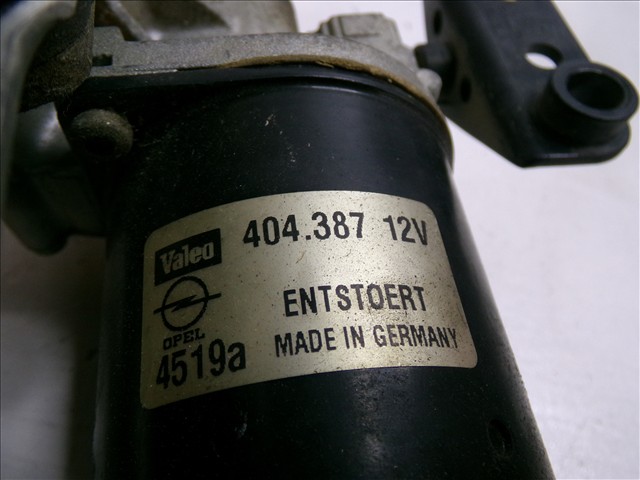 Valeo 404.387 12V
ENTSTOERT
OPEL
MADE IN GERMANY
4519a